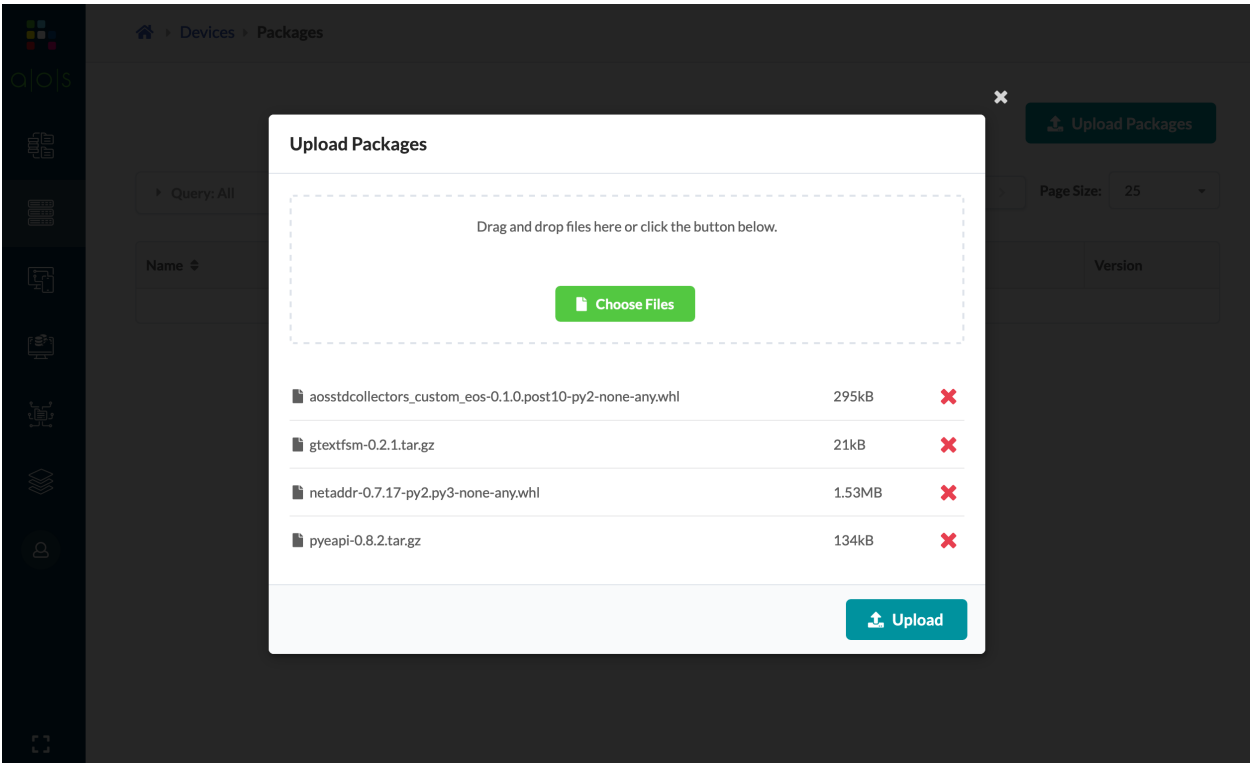 Devices Packages
a|o|s
Upload Packages
Query: All
Page Size: 25
Name
Version
Upload Packages
Drag and drop files here or click the button below.
Choose Files
aosstdcollectors_custom_eos-0.1.0.post10-py2-none-any.whl 295kB
gtextfsm-0.2.1.tar.gz 21kB
netaddr-0.7.17-py2.py3-none-any.whl 1.53MB
pyeapi-0.8.2.tar.gz 134kB
Upload